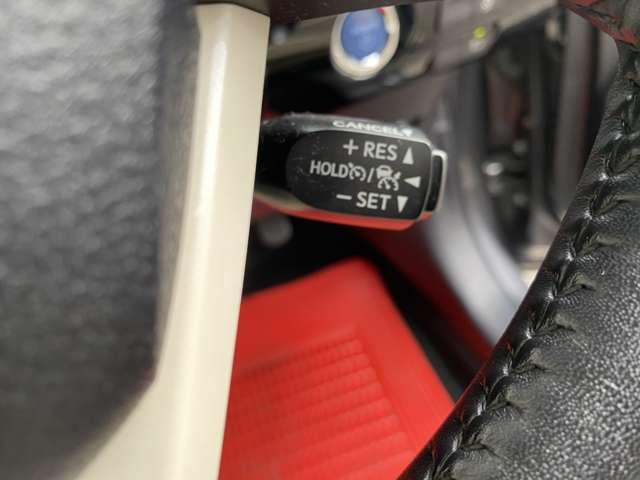 CANCEL▼
+ RES ▲
HOLD / ◀
− SET ▼